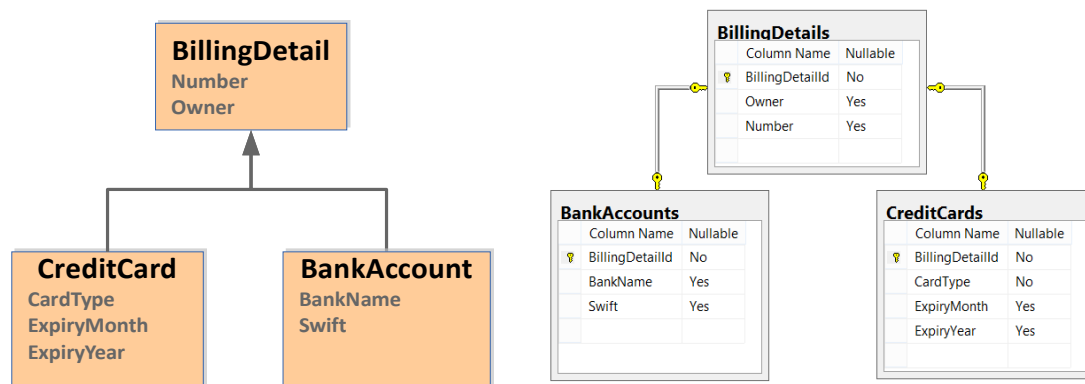 BillingDetail
Number
Owner
CreditCard
CardType
ExpiryMonth
ExpiryYear
BankAccount
BankName
Swift
BillingDetails
Column Name Nullable
BillingDetailId No
Owner Yes
Number Yes
BankAccounts
Column Name Nullable
BillingDetailId No
BankName Yes
Swift Yes
CreditCards
Column Name Nullable
BillingDetailId No
CardType No
ExpiryMonth Yes
ExpiryYear Yes